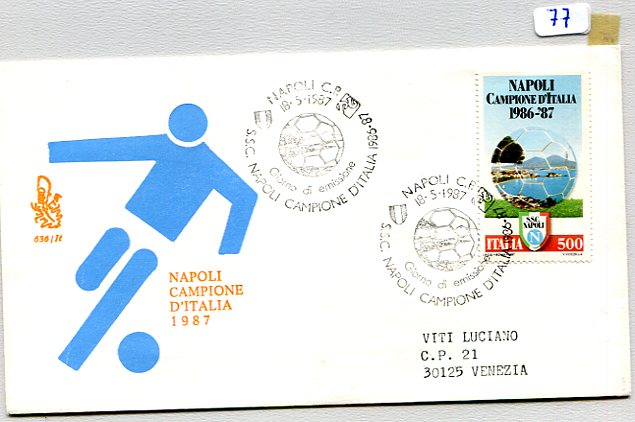 77
NAPOLI C.P.
18-5-1987
Giorno di emissione
S.S.C. NAPOLI CAMPIONE D'ITALIA 1986-87
NAPOLI
CAMPIONE D'ITALIA
1986-'87
S.S.C.
NAPOLI
N
ITALIA 500
NAPOLI C.P.
18-5-1987
Giorno di emissione
S.S.C. NAPOLI CAMPIONE D'ITALIA 1986-87
636/It
NAPOLI
CAMPIONE
D'ITALIA
1987
VITI LUCIANO
C.P. 21
30125 VENEZIA